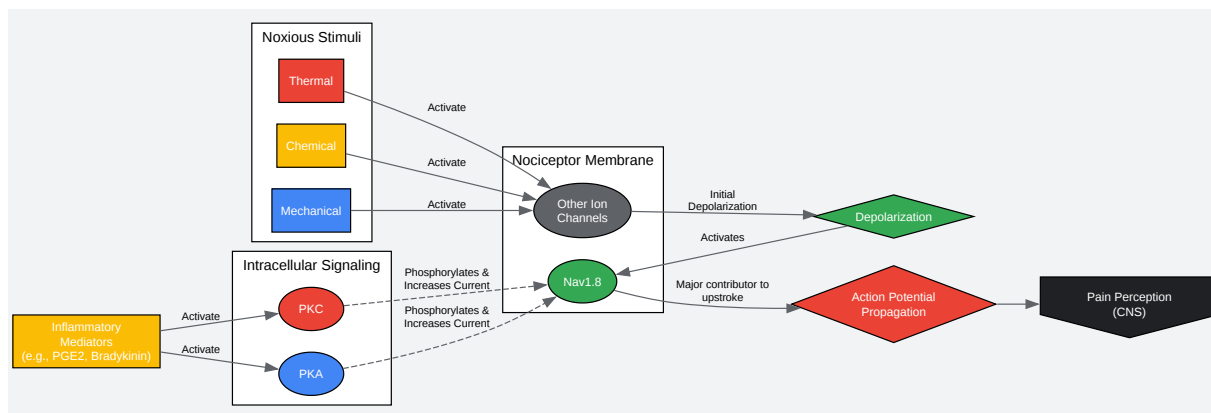 Noxious Stimuli
Thermal
Chemical
Mechanical
Activate
Activate
Activate
Nociceptor Membrane
Other Ion
Channels
Nav1.8
Initial
Depolarization
Depolarization
Activates
Intracellular Signaling
PKC
PKA
Inflammatory
Mediators
(e.g., PGE2, Bradykinin)
Activate
Activate
Phosphorylates &
Increases Current
Phosphorylates &
Increases Current
Major contributor to
upstroke
Action Potential
Propagation
Pain Perception
(CNS)